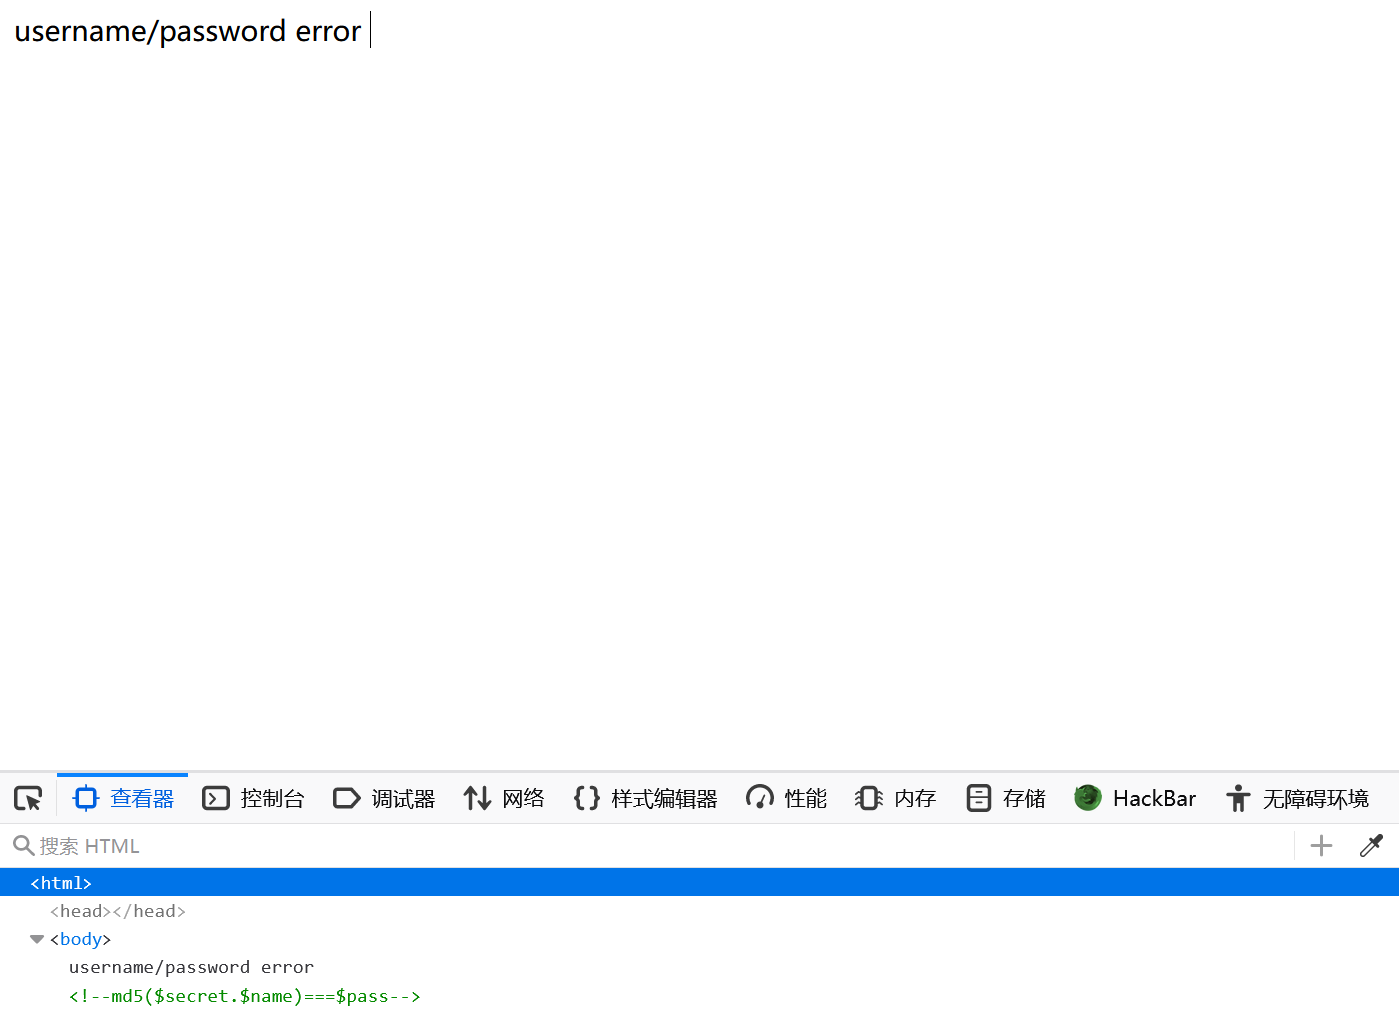 username/password error
查看器 控制台 调试器 网络 样式编辑器 性能 内存 存储 HackBar 无障碍环境
搜索 HTML
<html>
<head></head>
<body>
username/password error
<!--md5($secret.$name)===$pass-->